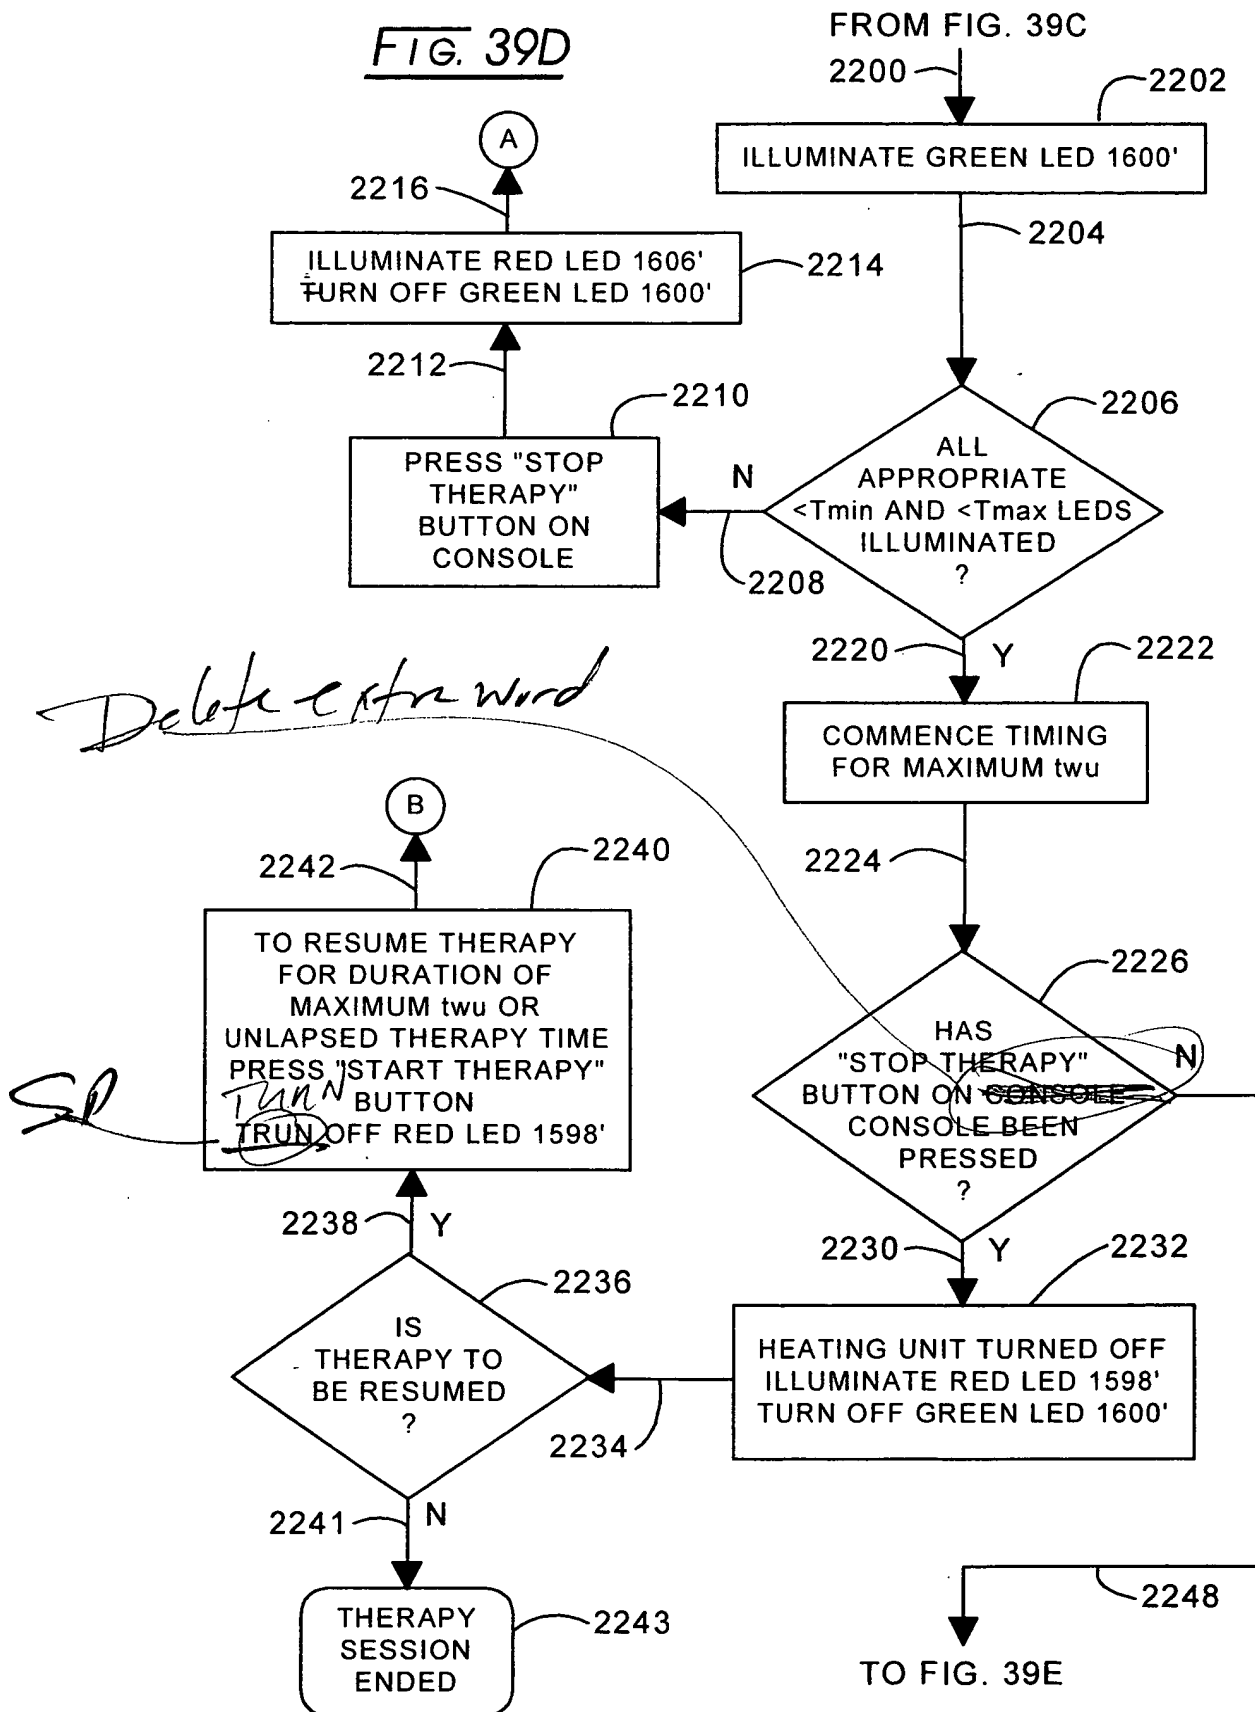 FIG. 39D
FROM FIG. 39C
2200
2202
ILLUMINATE GREEN LED 1600'
2204
A
2216
ILLUMINATE RED LED 1606'
TURN OFF GREEN LED 1600'
2214
2212
2210
PRESS "STOP
THERAPY"
BUTTON ON
CONSOLE
N
2208
2206
ALL
APPROPRIATE
<Tmin AND <Tmax LEDS
ILLUMINATED
?
2220
Y
2222
COMMENCE TIMING
FOR MAXIMUM twu
Delete extra word
2224
B
2242
2240
TO RESUME THERAPY
FOR DURATION OF
MAXIMUM twu OR
UNLAPSED THERAPY TIME
PRESS "START THERAPY"
BUTTON
TRUN OFF RED LED 1598'
Turn
SP
2226
HAS
"STOP THERAPY"
BUTTON ON CONSOLE
CONSOLE BEEN
PRESSED
?
N
2230
Y
2232
HEATING UNIT TURNED OFF
ILLUMINATE RED LED 1598'
TURN OFF GREEN LED 1600'
2234
2238
Y
2236
IS
THERAPY TO
BE RESUMED
?
2241
N
THERAPY
SESSION
ENDED
2243
2248
TO FIG. 39E